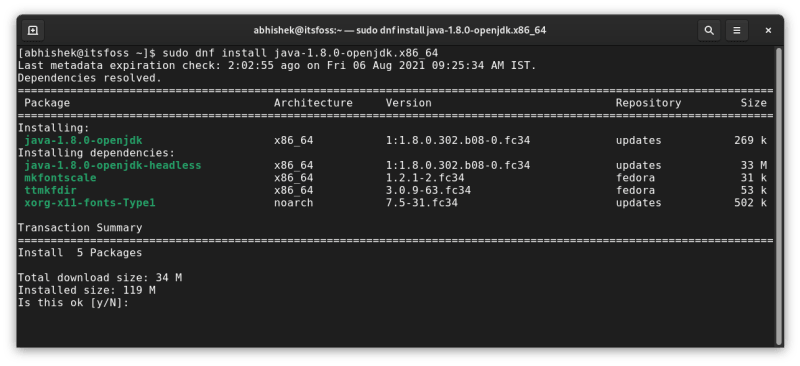 abhishek@itsfoss:~ — sudo dnf install java-1.8.0-openjdk.x86_64
[abhishek@itsfoss ~]$ sudo dnf install java-1.8.0-openjdk.x86_64
Last metadata expiration check: 2:02:55 ago on Fri 06 Aug 2021 09:25:34 AM IST.
Dependencies resolved.
================================================================================
Package Architecture Version Repository Size
================================================================================
Installing:
java-1.8.0-openjdk x86_64 1:1.8.0.302.b08-0.fc34 updates 269 k
Installing dependencies:
java-1.8.0-openjdk-headless x86_64 1:1.8.0.302.b08-0.fc34 updates 33 M
mkfontscale x86_64 1.2.1-2.fc34 fedora 31 k
ttmkfdir x86_64 3.0.9-63.fc34 fedora 53 k
xorg-x11-fonts-Type1 noarch 7.5-31.fc34 updates 502 k
Transaction Summary
================================================================================
Install 5 Packages
Total download size: 34 M
Installed size: 119 M
Is this ok [y/N]: